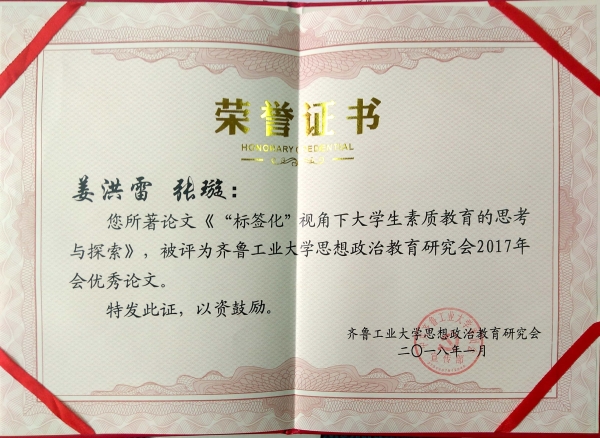 荣誉证书
HONORARY CREDENTIAL
姜洪雷 张璇：
您所著论文《“标签化”视角下大学生素质教育的思考
与探索》，被评为齐鲁工业大学思想政治教育研究会2017年
会优秀论文。
特发此证，以资鼓励。
齐鲁工业大学思想政治教育研究会
二〇一八年一月